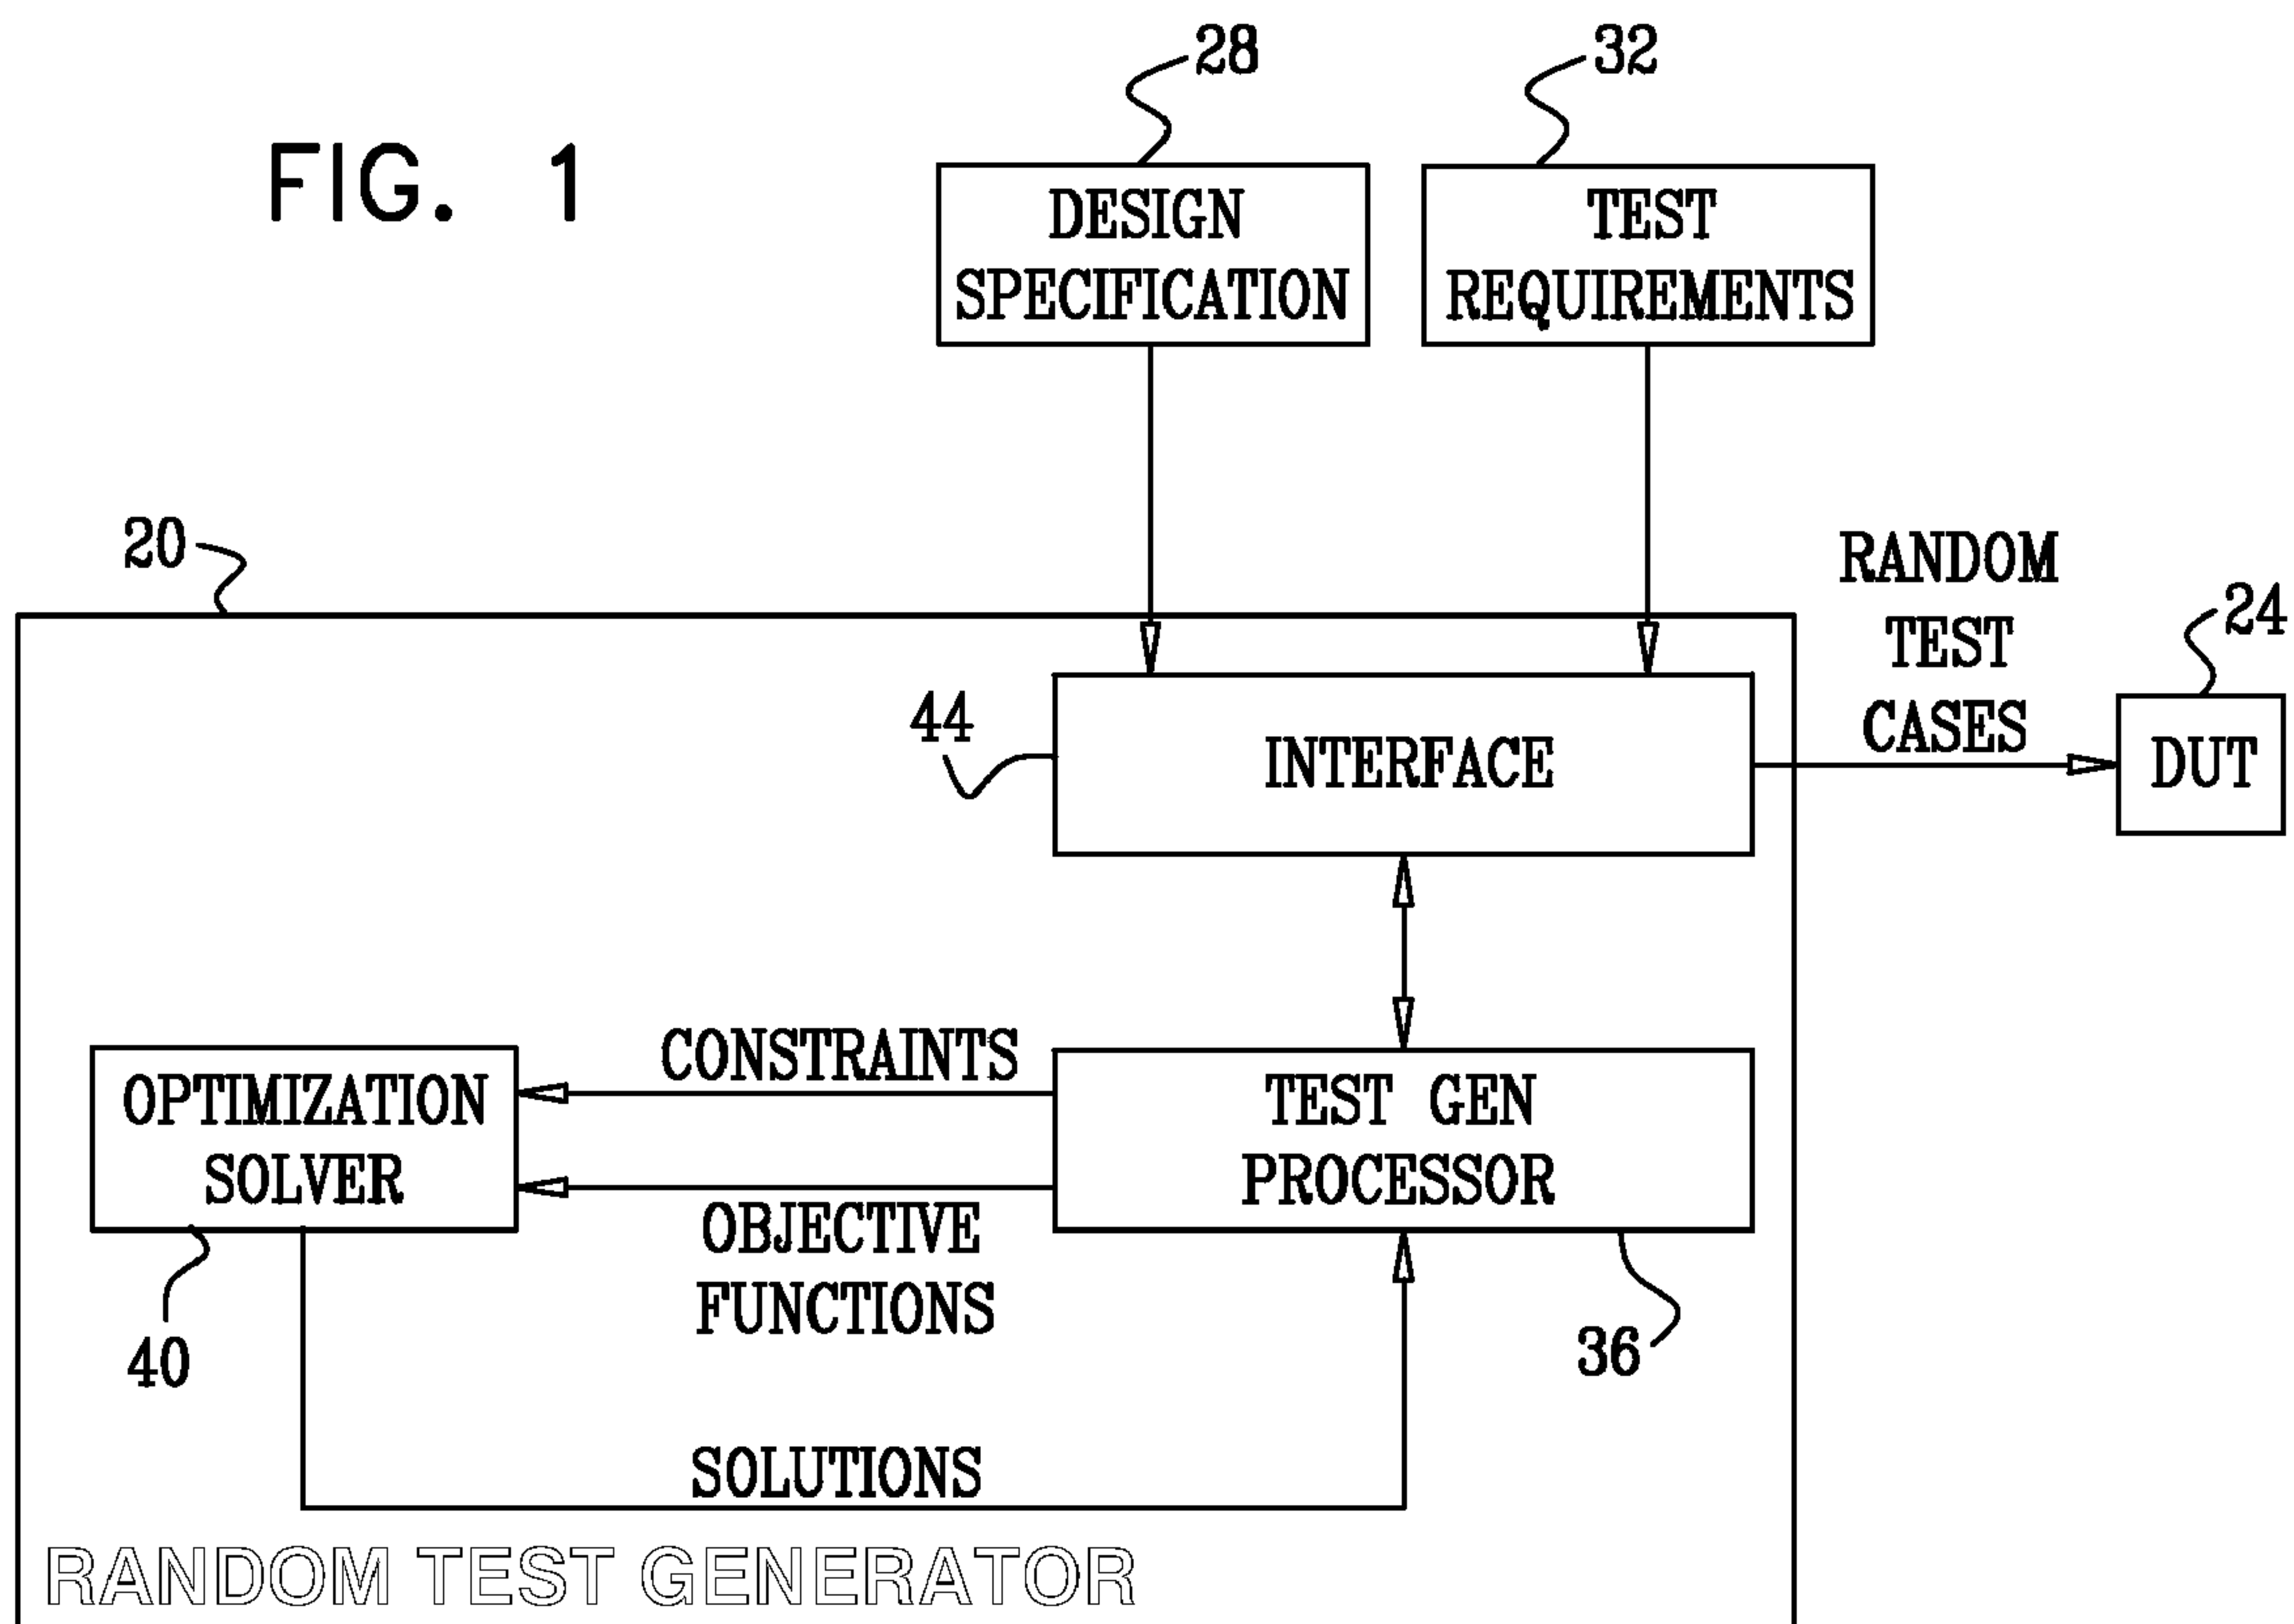 FIG. 1
28
32
DESIGN
SPECIFICATION
TEST
REQUIREMENTS
20
RANDOM
TEST
CASES
24
44
INTERFACE
DUT
CONSTRAINTS
OPTIMIZATION
SOLVER
TEST GEN
PROCESSOR
OBJECTIVE
FUNCTIONS
40
36
SOLUTIONS
RANDOM TEST GENERATOR